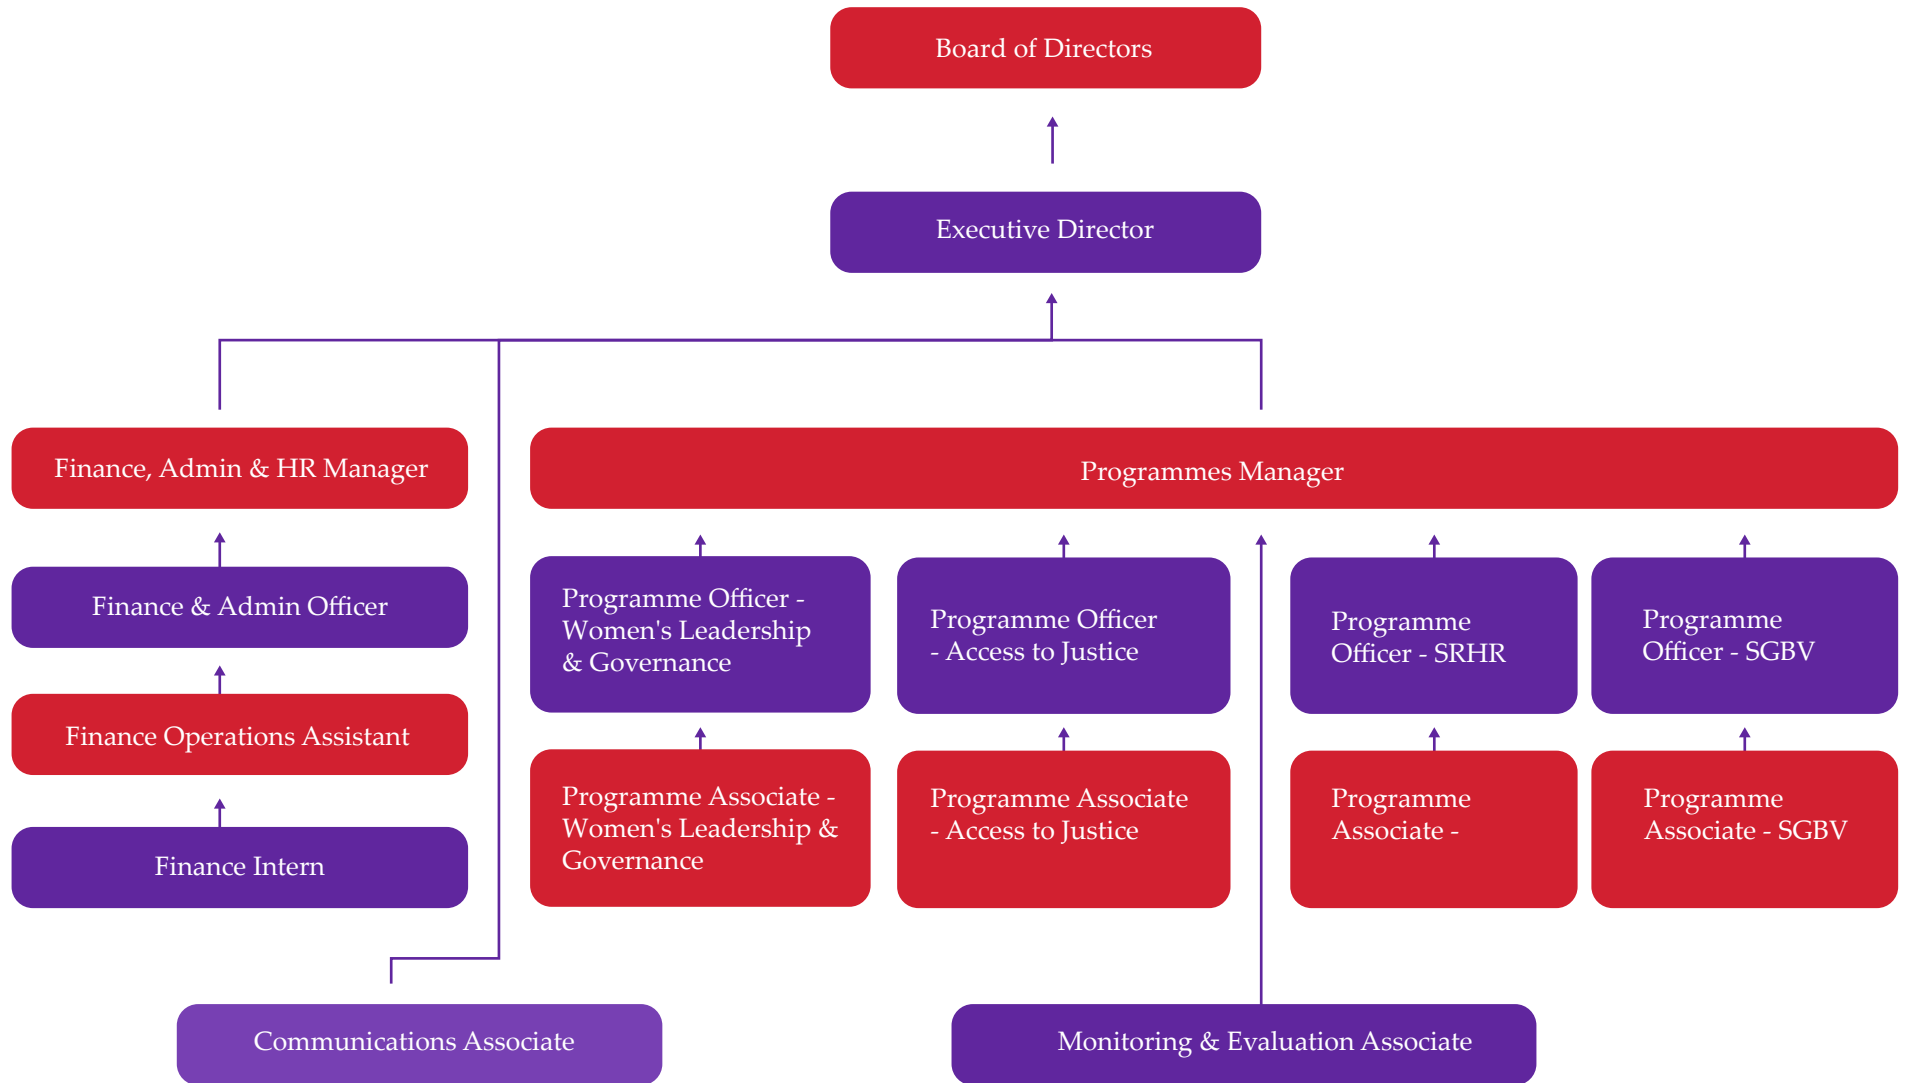 Board of Directors
Executive Director
Finance, Admin & HR Manager
Programmes Manager
Finance & Admin Officer
Finance Operations Assistant
Finance Intern
Programme Officer -
Women's Leadership
& Governance
Programme Officer
- Access to Justice
Programme
Officer - SRHR
Programme
Officer - SGBV
Programme Associate -
Women's Leadership &
Governance
Programme Associate
- Access to Justice
Programme
Associate -
Programme
Associate - SGBV
Communications Associate
Monitoring & Evaluation Associate